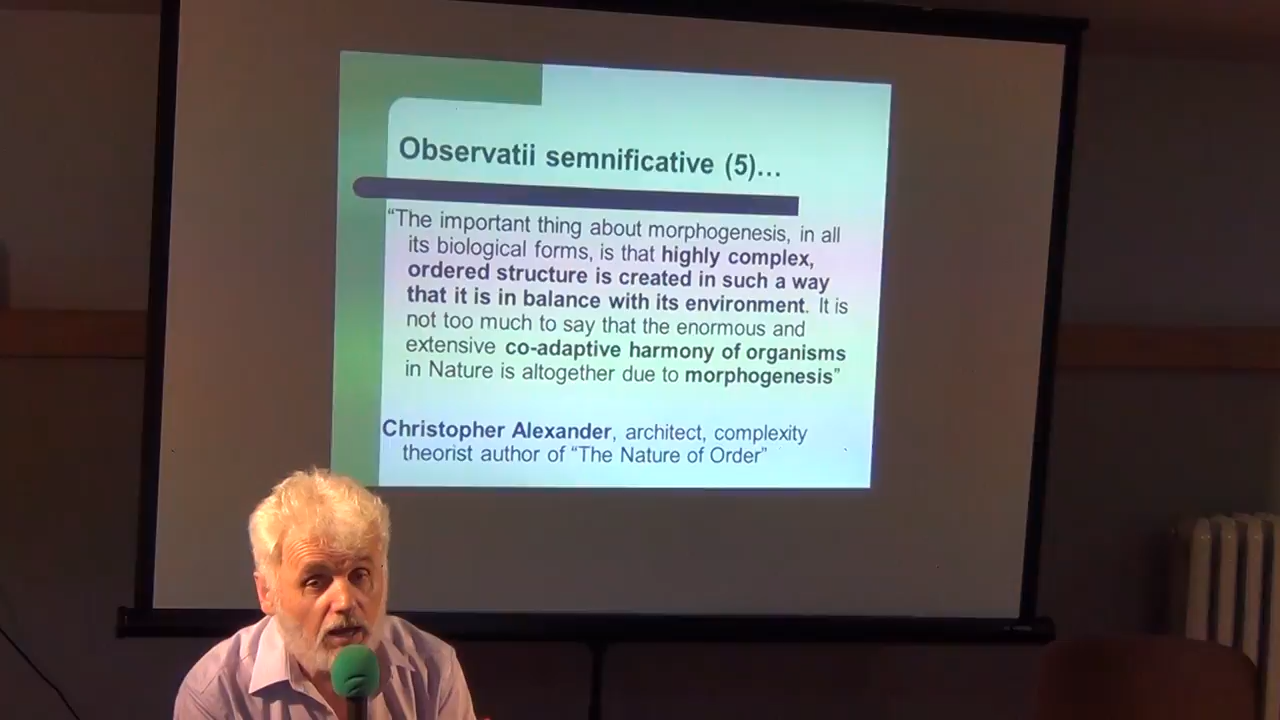 Observatii semnificative (5)...
“The important thing about morphogenesis, in all
its biological forms, is that highly complex,
ordered structure is created in such a way
that it is in balance with its environment. It is
not too much to say that the enormous and
extensive co-adaptive harmony of organisms
in Nature is altogether due to morphogenesis”
Christopher Alexander, architect, complexity
theorist author of “The Nature of Order”